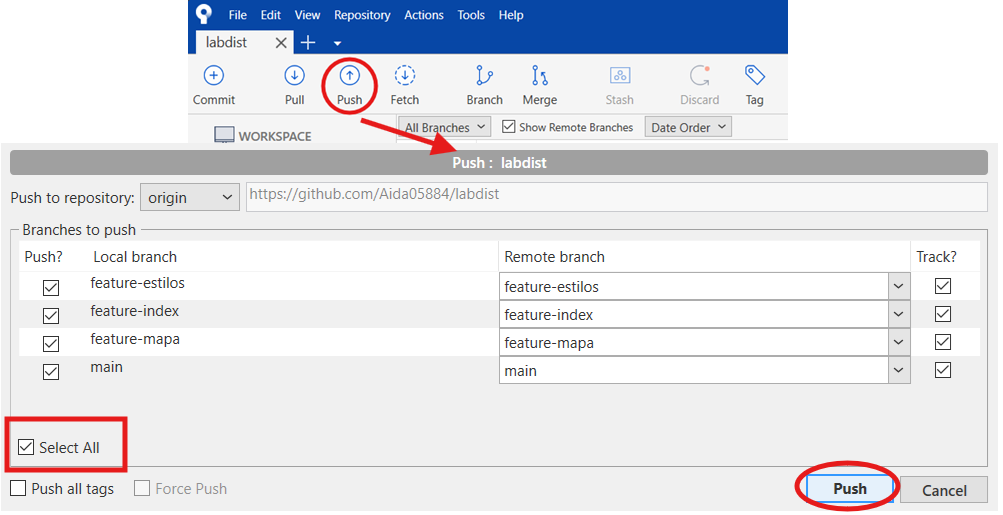 File Edit View Repository Actions Tools Help
labdist
Commit Pull Push Fetch Branch Merge Stash Discard Tag
WORKSPACE All Branches Show Remote Branches Date Order
Push : labdist
Push to repository: origin https://github.com/Aida05884/labdist
Branches to push
Push? Local branch Remote branch Track?
feature-estilos feature-estilos
feature-index feature-index
feature-mapa feature-mapa
main main
Select All
Push all tags Force Push Push Cancel